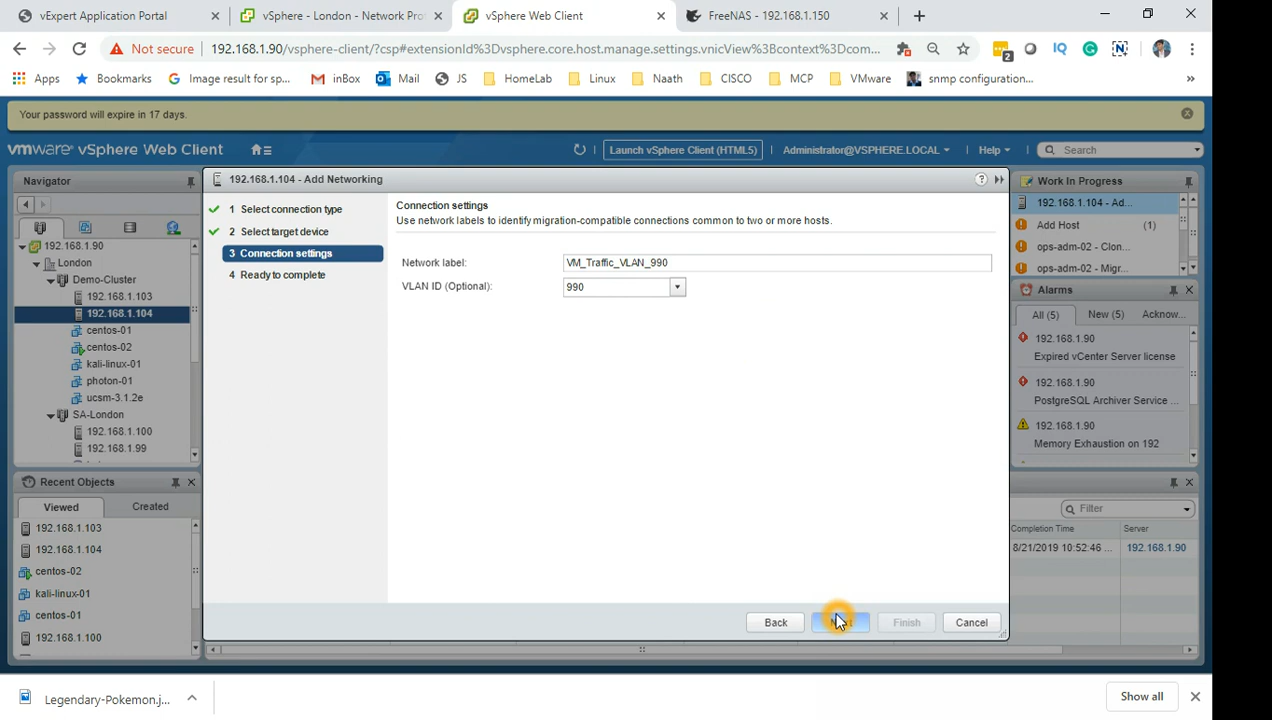 vExpert Application Portal
vSphere - London - Network Pro
vSphere Web Client
FreeNAS - 192.168.1.150
Not secure
192.168.1.90/vsphere-client/?csp#extensionId%3Dvsphere.core.host.manage.settings.vnicView%3Bcontext%3Dcom...
2
IQ
Apps
Bookmarks
Image result for sp...
inBox
Mail
JS
HomeLab
Linux
Naath
CISCO
MCP
VMware
snmp configuration...
»
Your password will expire in 17 days.
vmware® vSphere Web Client
Launch vSphere Client (HTML5)
Administrator@VSPHERE.LOCAL
Help
Search
Navigator
192.168.1.90
London
Demo-Cluster
192.168.1.103
192.168.1.104
centos-01
centos-02
kali-linux-01
photon-01
ucsm-3.1.2e
SA-London
192.168.1.100
192.168.1.99
Recent Objects
Viewed
Created
192.168.1.103
192.168.1.104
centos-02
kali-linux-01
centos-01
192.168.1.100
192.168.1.104 - Add Networking
1 Select connection type
2 Select target device
3 Connection settings
4 Ready to complete
Connection settings
Use network labels to identify migration-compatible connections common to two or more hosts.
Network label:
VM_Traffic_VLAN_990
VLAN ID (Optional):
990
Back
Finish
Cancel
Work In Progress
192.168.1.104 - Ad...
Add Host (1)
ops-adm-02 - Clon...
ops-adm-02 - Migr...
Alarms
All (5)
New (5)
Acknow...
192.168.1.90
Expired vCenter Server license
192.168.1.90
PostgreSQL Archiver Service ...
192.168.1.90
Memory Exhaustion on 192
Filter
Completion Time
Server
8/21/2019 10:52:46 ...
192.168.1.90
Legendary-Pokemon.j...
Show all